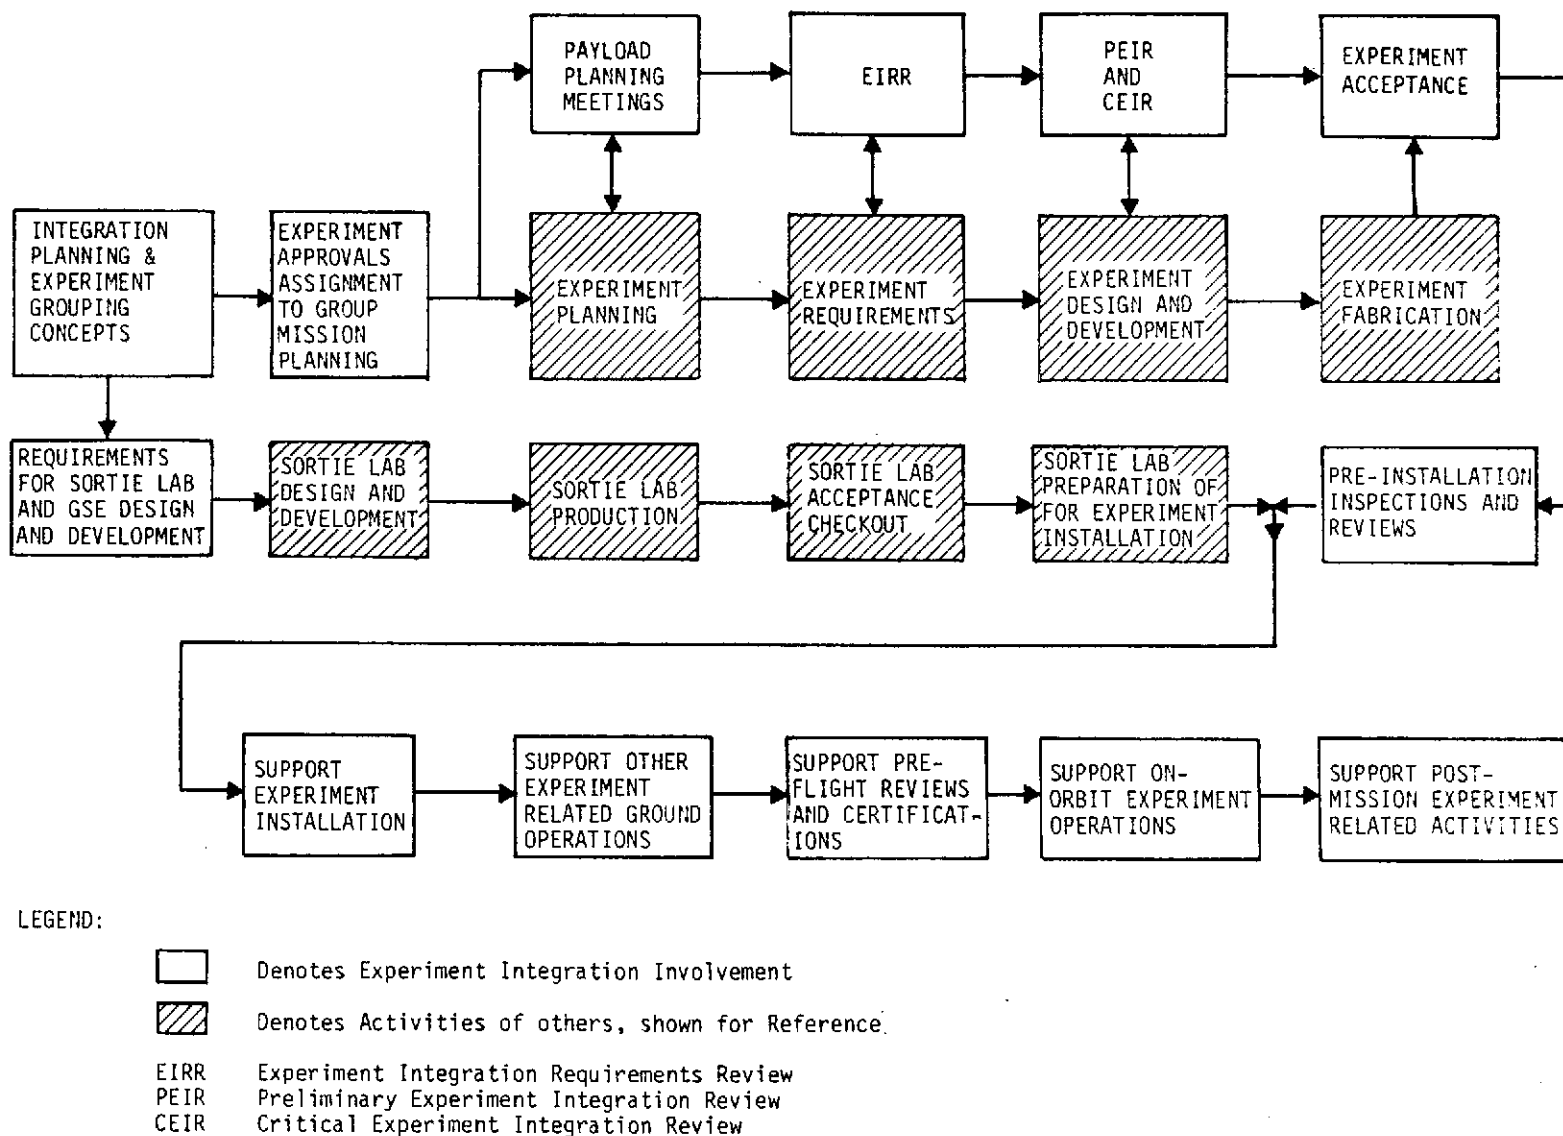 PAYLOAD
PLANNING
MEETINGS
EIRR
PEIR
AND
CEIR
EXPERIMENT
ACCEPTANCE
INTEGRATION
PLANNING &
EXPERIMENT
GROUPING
CONCEPTS
EXPERIMENT
APPROVALS
ASSIGNMENT
TO GROUP
MISSION
PLANNING
EXPERIMENT
PLANNING
EXPERIMENT
REQUIREMENTS
EXPERIMENT
DESIGN AND
DEVELOPMENT
EXPERIMENT
FABRICATION
REQUIREMENTS
FOR SORTIE LAB
AND GSE DESIGN
AND DEVELOPMENT
SORTIE LAB
DESIGN AND
DEVELOPMENT
SORTIE LAB
PRODUCTION
SORTIE LAB
ACCEPTANCE
CHECKOUT
SORTIE LAB
PREPARATION OF
FOR EXPERIMENT
INSTALLATION
PRE-INSTALLATION
INSPECTIONS AND
REVIEWS
SUPPORT
EXPERIMENT
INSTALLATION
SUPPORT OTHER
EXPERIMENT
RELATED GROUND
OPERATIONS
SUPPORT PRE-
FLIGHT REVIEWS
AND CERTIFICAT-
IONS
SUPPORT ON-
ORBIT EXPERIMENT
OPERATIONS
SUPPORT POST-
MISSION EXPERIMENT
RELATED ACTIVITIES
LEGEND:
Denotes Experiment Integration Involvement
Denotes Activities of others, shown for Reference
EIRR Experiment Integration Requirements Review
PEIR Preliminary Experiment Integration Review
CEIR Critical Experiment Integration Review